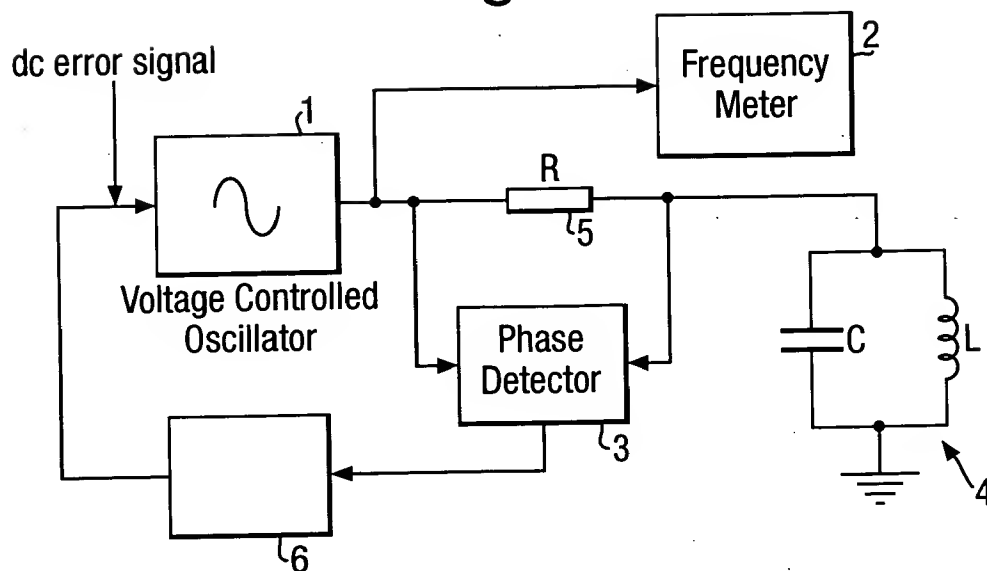 g
dc error signal
1
Voltage Controlled
Oscillator
2
Frequency
Meter
R
5
Phase
Detector
3
C
L
4
6